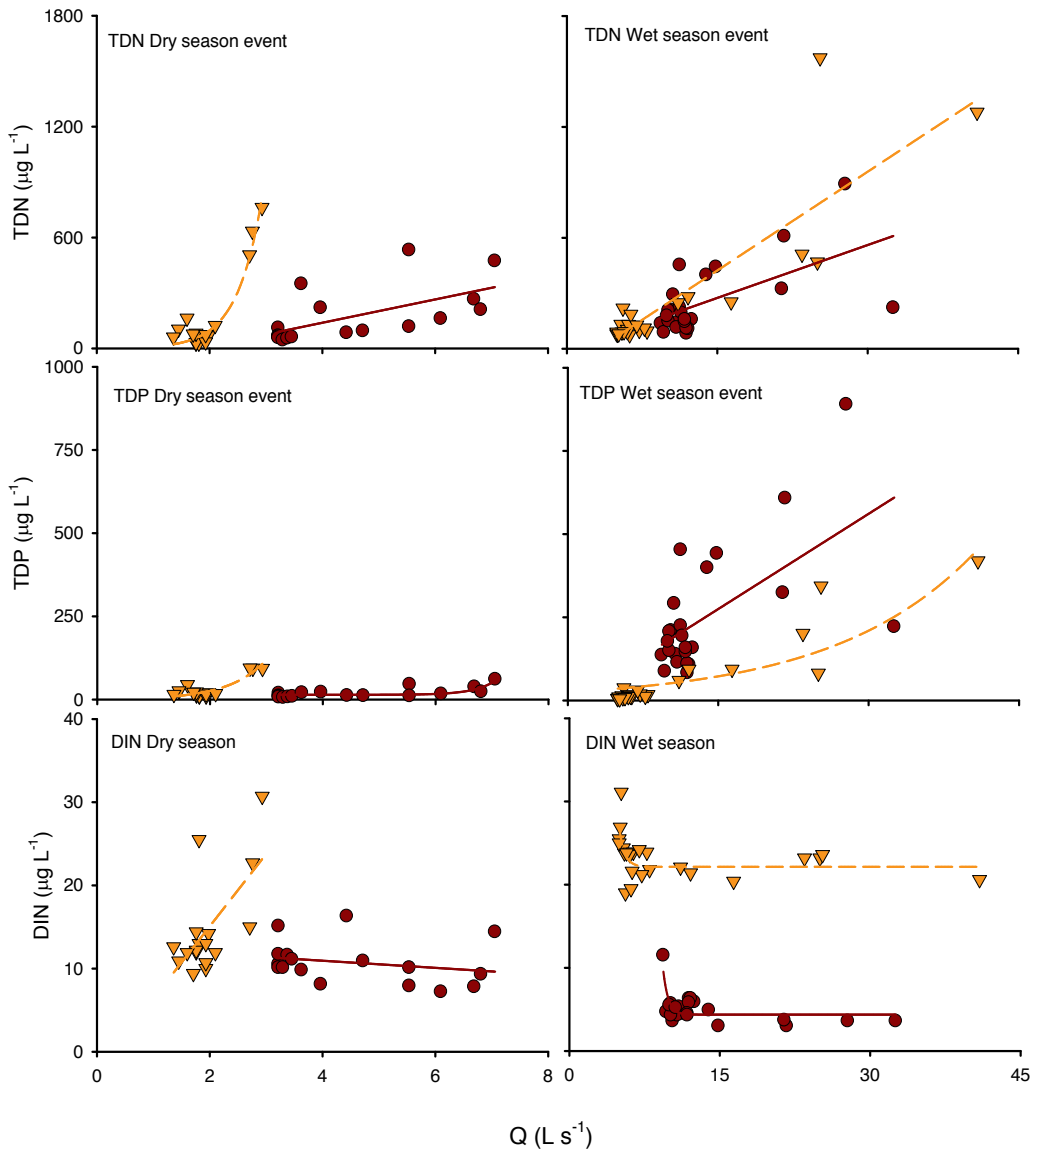 1800
TDN Dry season event
TDN Wet season event
1200
TDN (µg L⁻¹)
600
0
1000
TDP Dry season event
TDP Wet season event
750
TDP (µg L⁻¹)
500
250
0
40
DIN Dry season
DIN Wet season
30
DIN (µg L⁻¹)
20
10
0
0 2 4 6 8
0 15 30 45
Q (L s⁻¹)